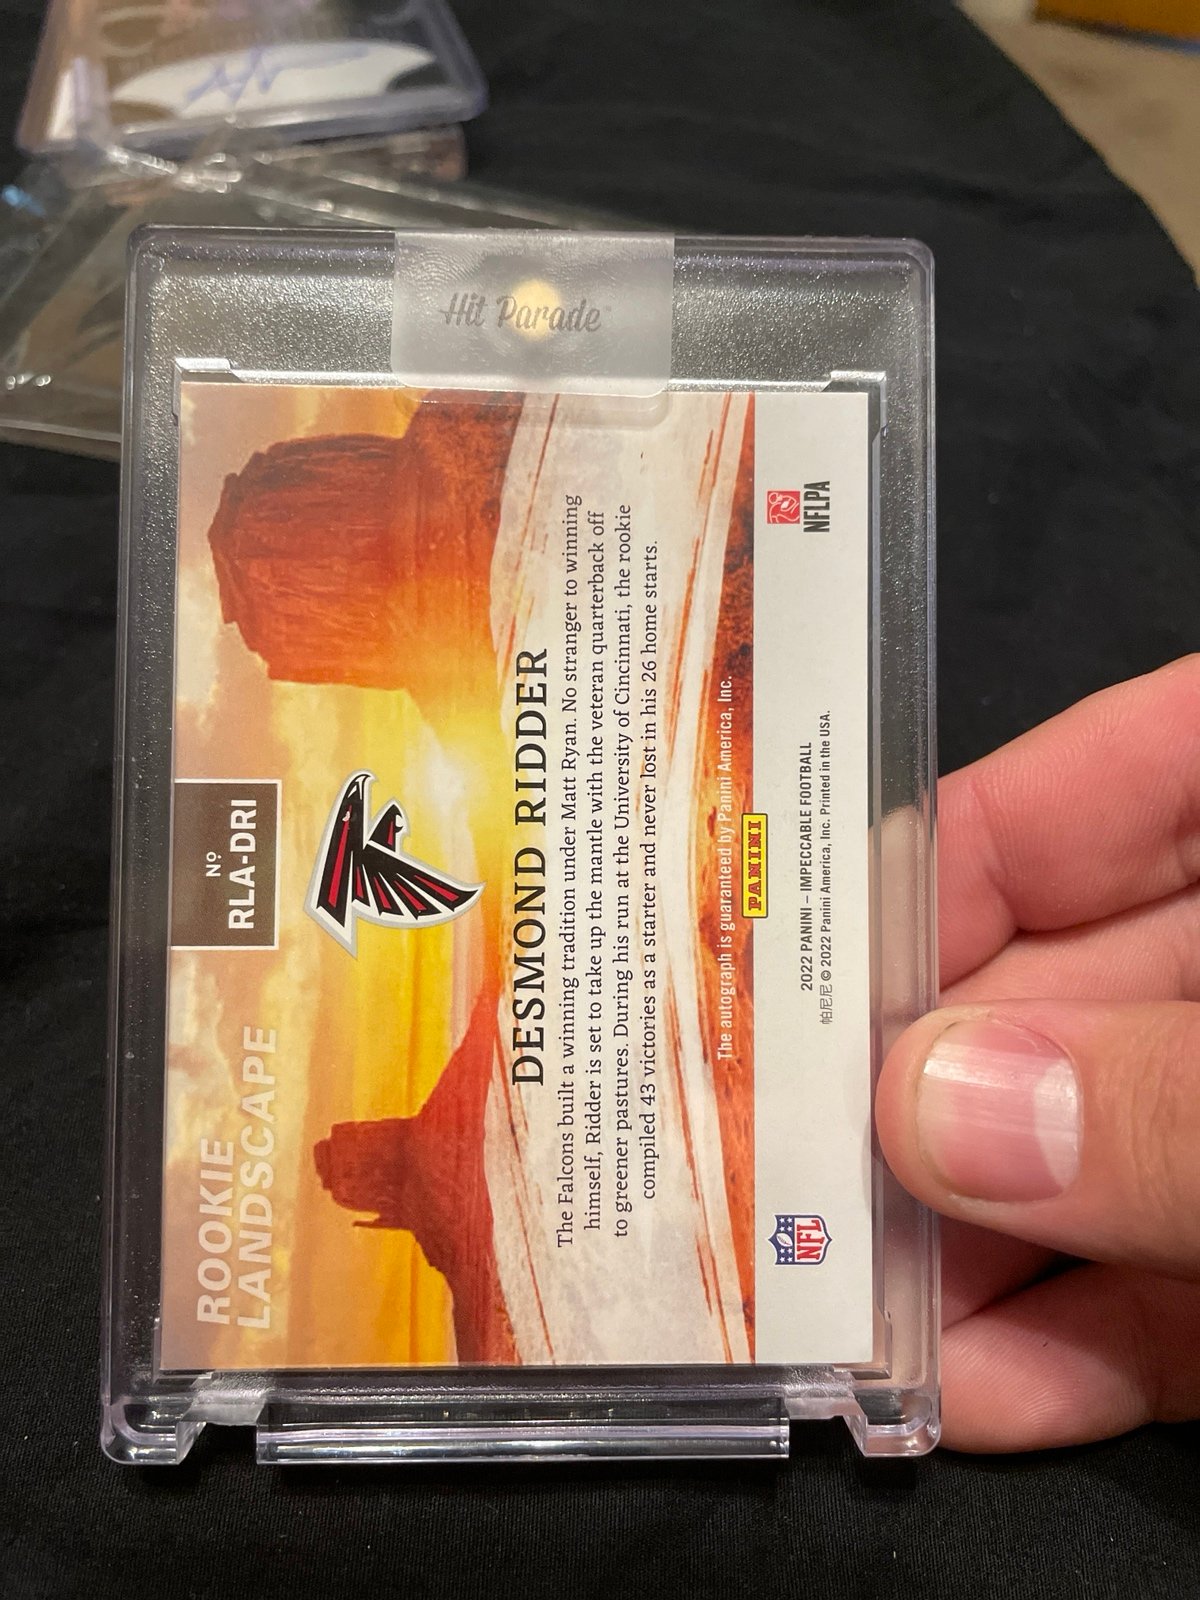 Hit Parade
ROOKIE
LANDSCAPE
Nº
RLA-DRI
DESMOND RIDDER
The Falcons built a winning tradition under Matt Ryan. No stranger to winning
himself, Ridder is set to take up the mantle with the veteran quarterback off
to greener pastures. During his run at the University of Cincinnati, the rookie
compiled 43 victories as a starter and never lost in his 26 home starts.
The autograph is guaranteed by Panini America, Inc.
PANINI
NFL
2022 PANINI – IMPECCABLE FOOTBALL
帕尼尼 © 2022 Panini America, Inc. Printed in the USA.
NFLPA